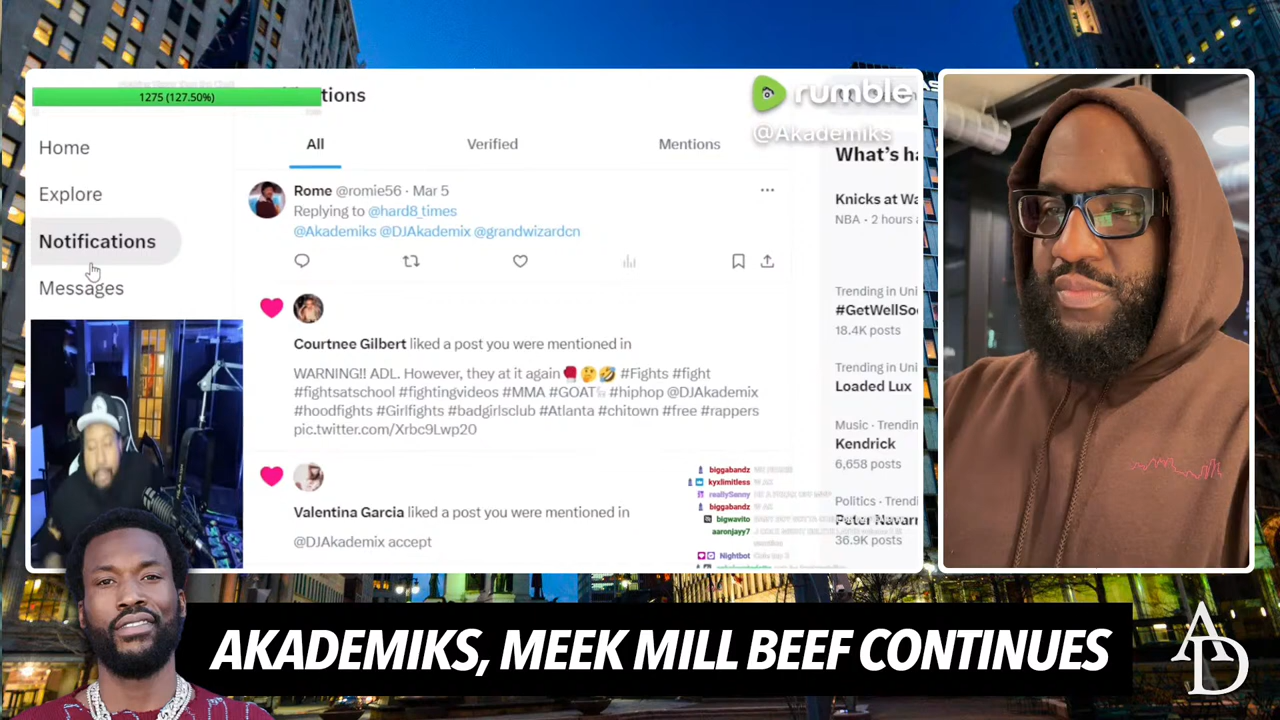 1275 (127.50%)
tions
rumble
@Akademiks
Home
Explore
Notifications
Messages
All
Verified
Mentions
Rome @romie56 · Mar 5
Replying to @hard8_times
@Akademiks @DJAkademix @grandwizardcn
Courtnee Gilbert liked a post you were mentioned in
WARNING!! ADL. However, they at it again 🥊🤔🤣 #Fights #fight
#fightsatschool #fightingvideos #MMA #GOAT🐐 #hiphop @DJAkademix
#hoodfights #Girlfights #badgirlsclub #Atlanta #chitown #free #rappers
pic.twitter.com/Xrbc9Lwp20
Valentina Garcia liked a post you were mentioned in
@DJAkademix accept
biggabandz
kyxlimitless
reallySenny
biggabandz
bigwavito
aaronjayy7
Nightbot
What's ha
Knicks at Wa
NBA · 2 hours a
Trending in Uni
#GetWellSo
18.4K posts
Trending in Uni
Loaded Lux
Music · Trendin
Kendrick
6,658 posts
Politics · Trendi
Peter Navarr
36.9K posts
AKADEMIKS, MEEK MILL BEEF CONTINUES
AD